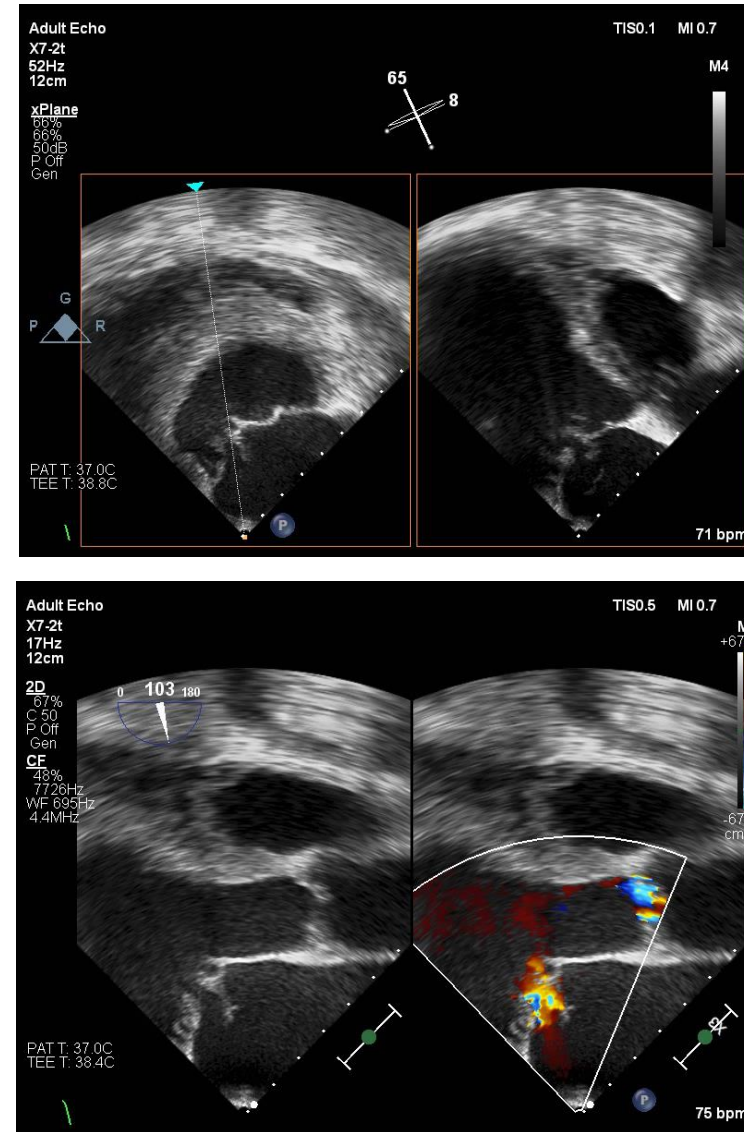 Adult Echo
TIS0.1 MI 0.7
X7-2t
52Hz
12cm
M4
65
8
xPlane
66%
66%
50dB
P Off
Gen
G
P R
PAT T: 37.0C
TEE T: 38.8C
P
71 bpm
Adult Echo
TIS0.5 MI 0.7
X7-2t
17Hz
12cm
+67
2D
67%
C 50
P Off
Gen
0 103 180
CF
48%
7726Hz
WF 695Hz
4.4MHz
-67
cm
PAT T: 37.0C
TEE T: 38.4C
P
75 bpm